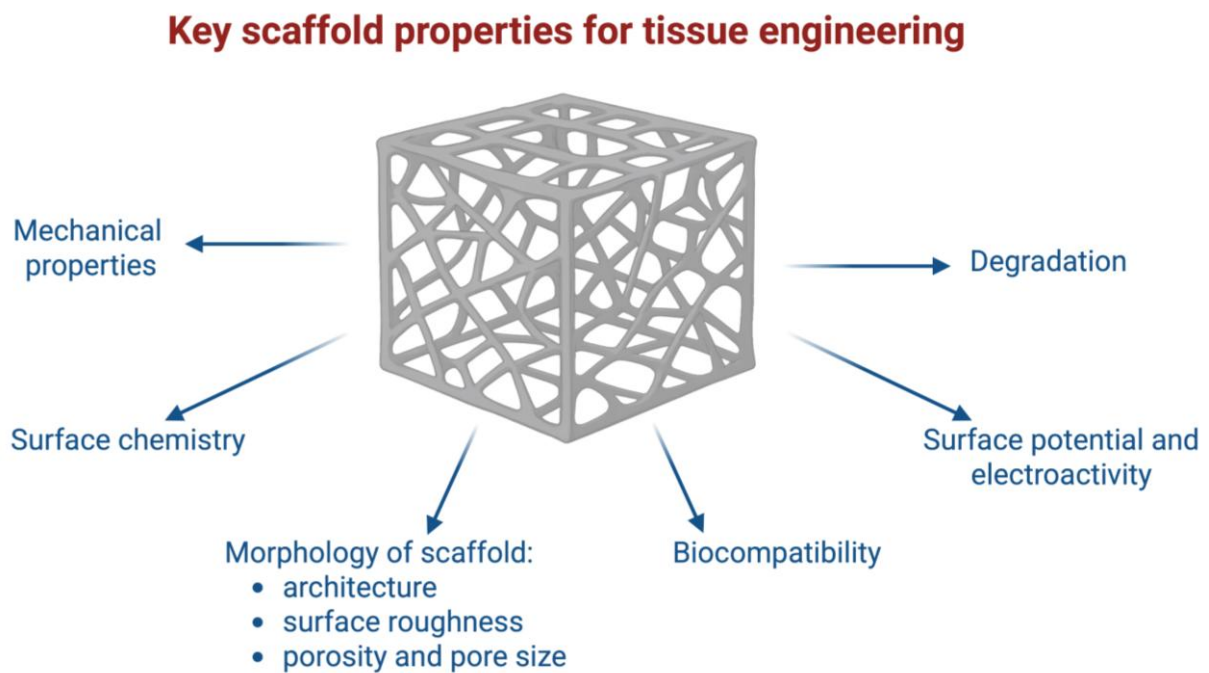 Key scaffold properties for tissue engineering
Mechanical
properties
Degradation
Surface chemistry
Surface potential and
electroactivity
Morphology of scaffold:
• architecture
• surface roughness
• porosity and pore size
Biocompatibility